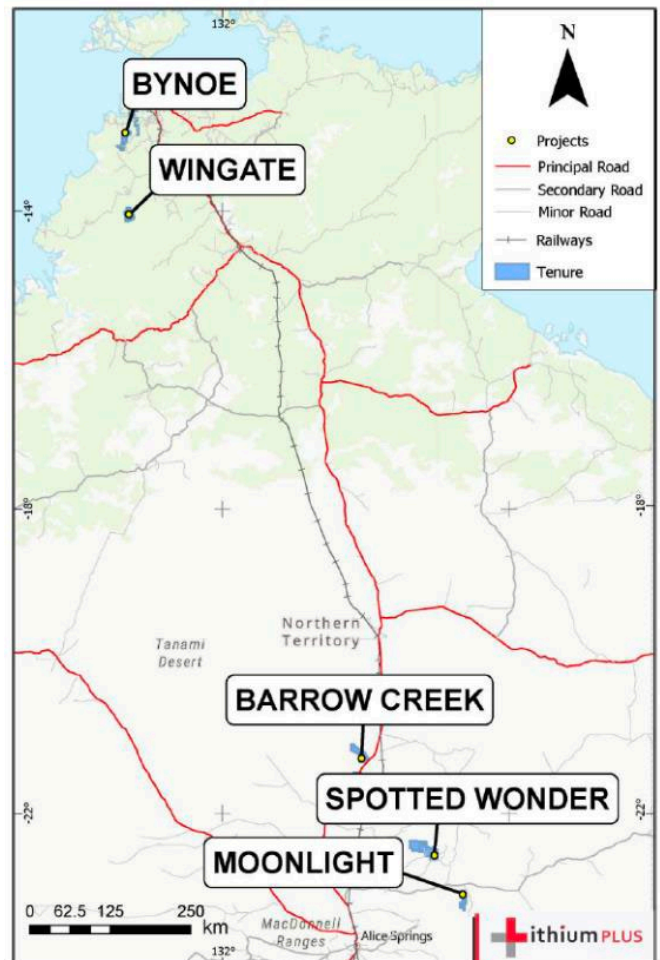 132°
N
BYNOE
Projects
Principal Road
WINGATE
Secondary Road
Minor Road
-14°
Railways
Tenure
-18°
-18°
Northern
Territory
Tanami
Desert
BARROW CREEK
-22°
-22°
SPOTTED WONDER
MOONLIGHT
0 62.5 125 250
km
MacDonnell
Ranges
Alice Springs
132°
Lithium PLUS